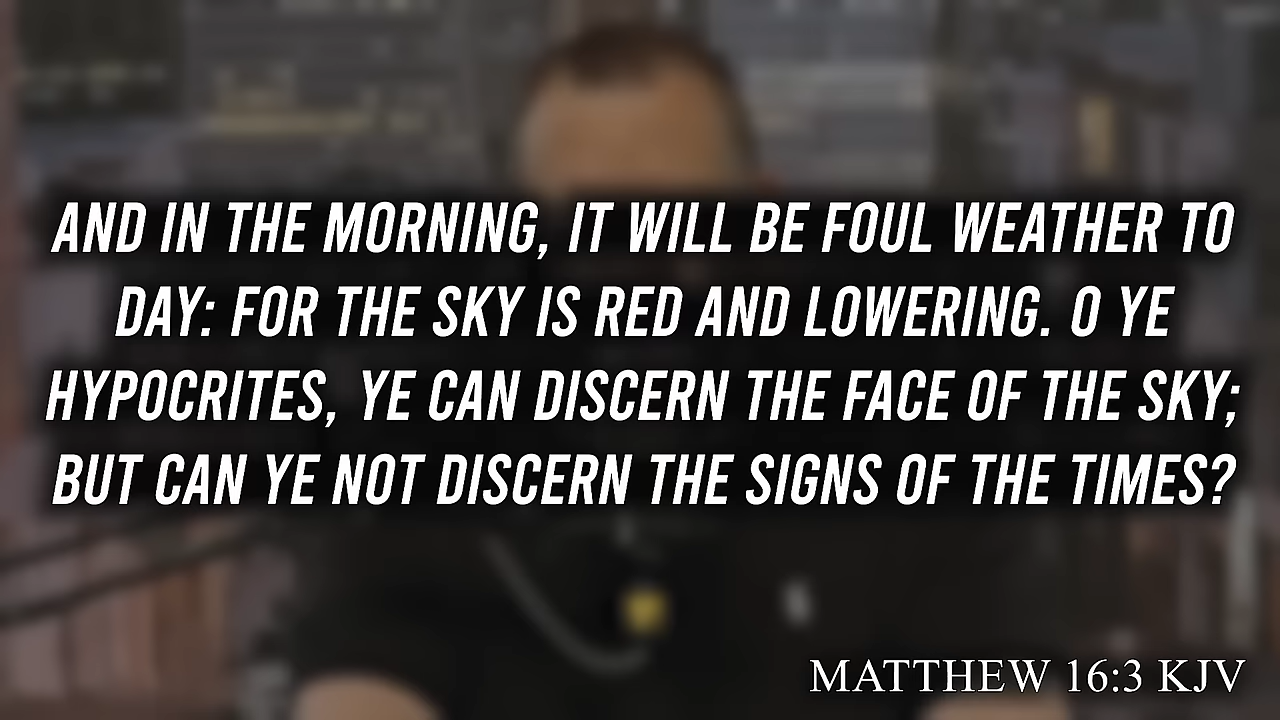 AND IN THE MORNING, IT WILL BE FOUL WEATHER TO
DAY: FOR THE SKY IS RED AND LOWERING. O YE
HYPOCRITES, YE CAN DISCERN THE FACE OF THE SKY;
BUT CAN YE NOT DISCERN THE SIGNS OF THE TIMES?
MATTHEW 16:3 KJV